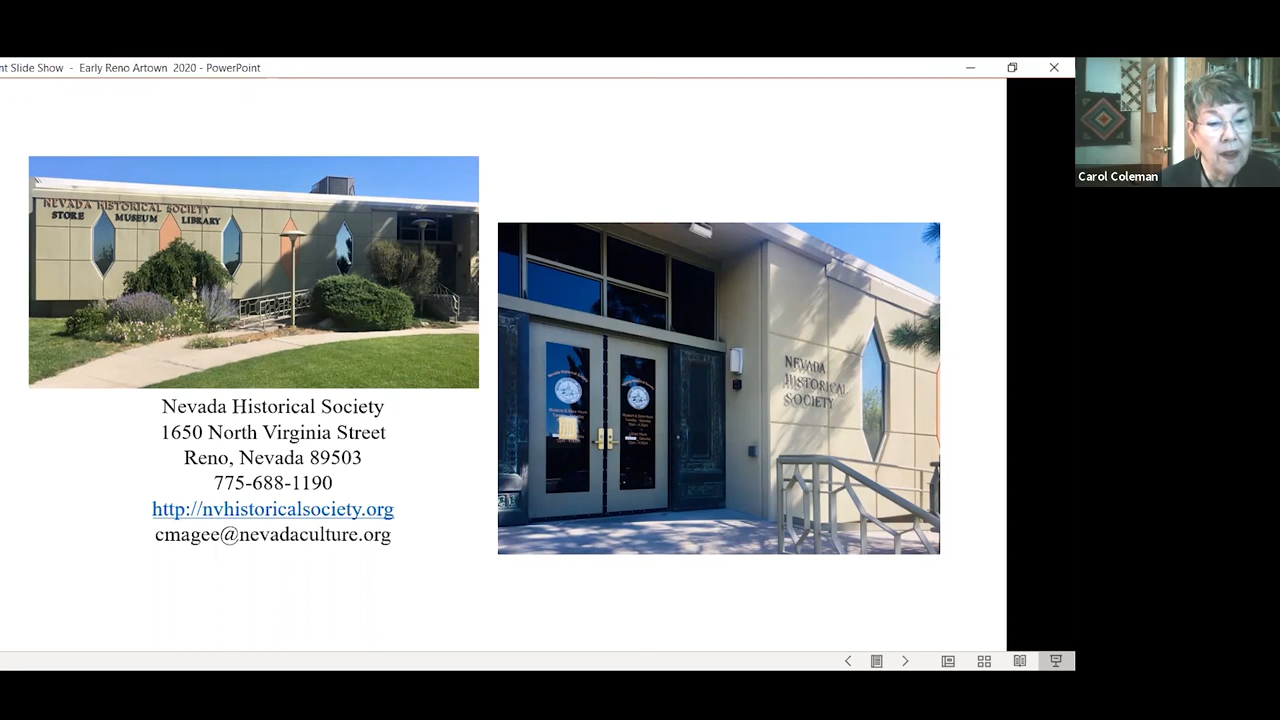 nt Slide Show - Early Reno Artown 2020 - PowerPoint
Carol Coleman
NEVADA HISTORICAL SOCIETY
STORE MUSEUM LIBRARY
NEVADA
HISTORICAL
SOCIETY
Nevada Historical Society
1650 North Virginia Street
Reno, Nevada 89503
775-688-1190
http://nvhistoricalsociety.org
cmagee@nevadaculture.org